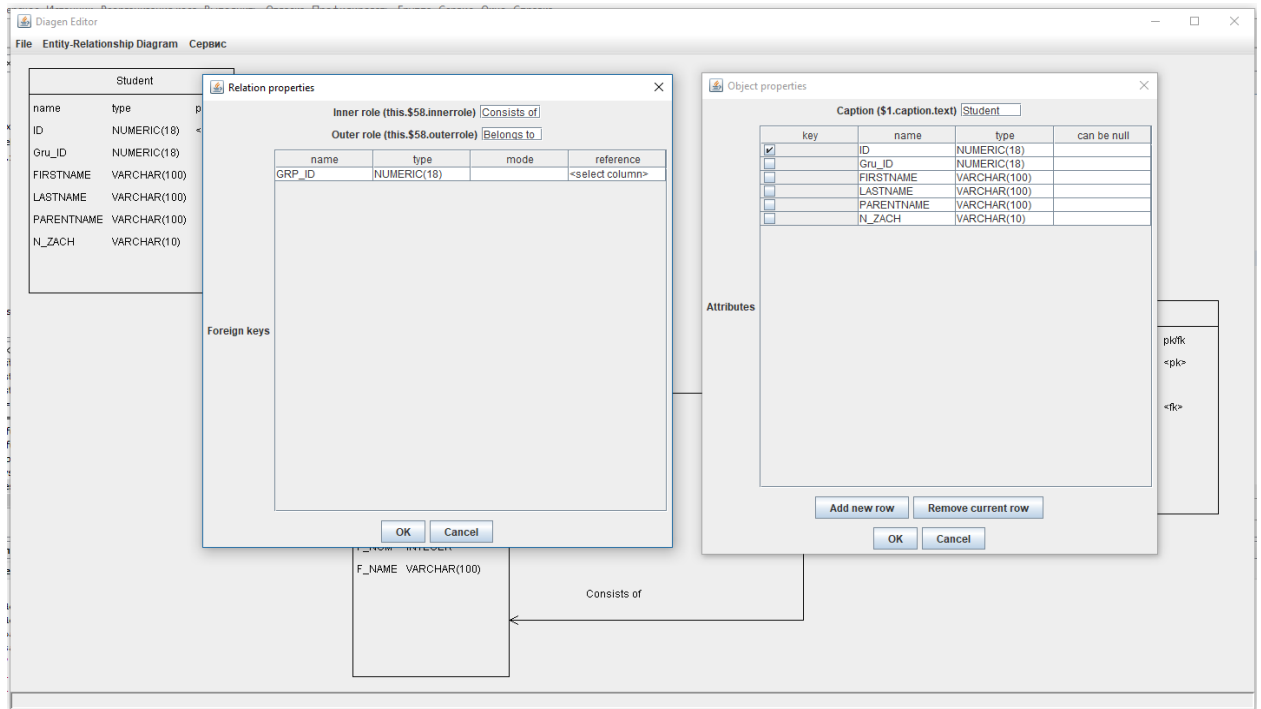 Diagen Editor
File Entity-Relationship Diagram Сервис
Student
name type p
ID NUMERIC(18) <
Gru_ID NUMERIC(18)
FIRSTNAME VARCHAR(100)
LASTNAME VARCHAR(100)
PARENTNAME VARCHAR(100)
N_ZACH VARCHAR(10)
Relation properties
Inner role (this.$58.innerrole) Consists of
Outer role (this.$58.outerrole) Belongs to
name type mode reference
GRP_ID NUMERIC(18) <select column>
Foreign keys
OK Cancel
Object properties
Caption ($1.caption.text) Student
key name type can be null
ID NUMERIC(18)
Gru_ID NUMERIC(18)
FIRSTNAME VARCHAR(100)
LASTNAME VARCHAR(100)
PARENTNAME VARCHAR(100)
N_ZACH VARCHAR(10)
Attributes
Add new row Remove current row
OK Cancel
pk/fk
<pk>
<fk>
F_NOM INTEGER
F_NAME VARCHAR(100)
Consists of